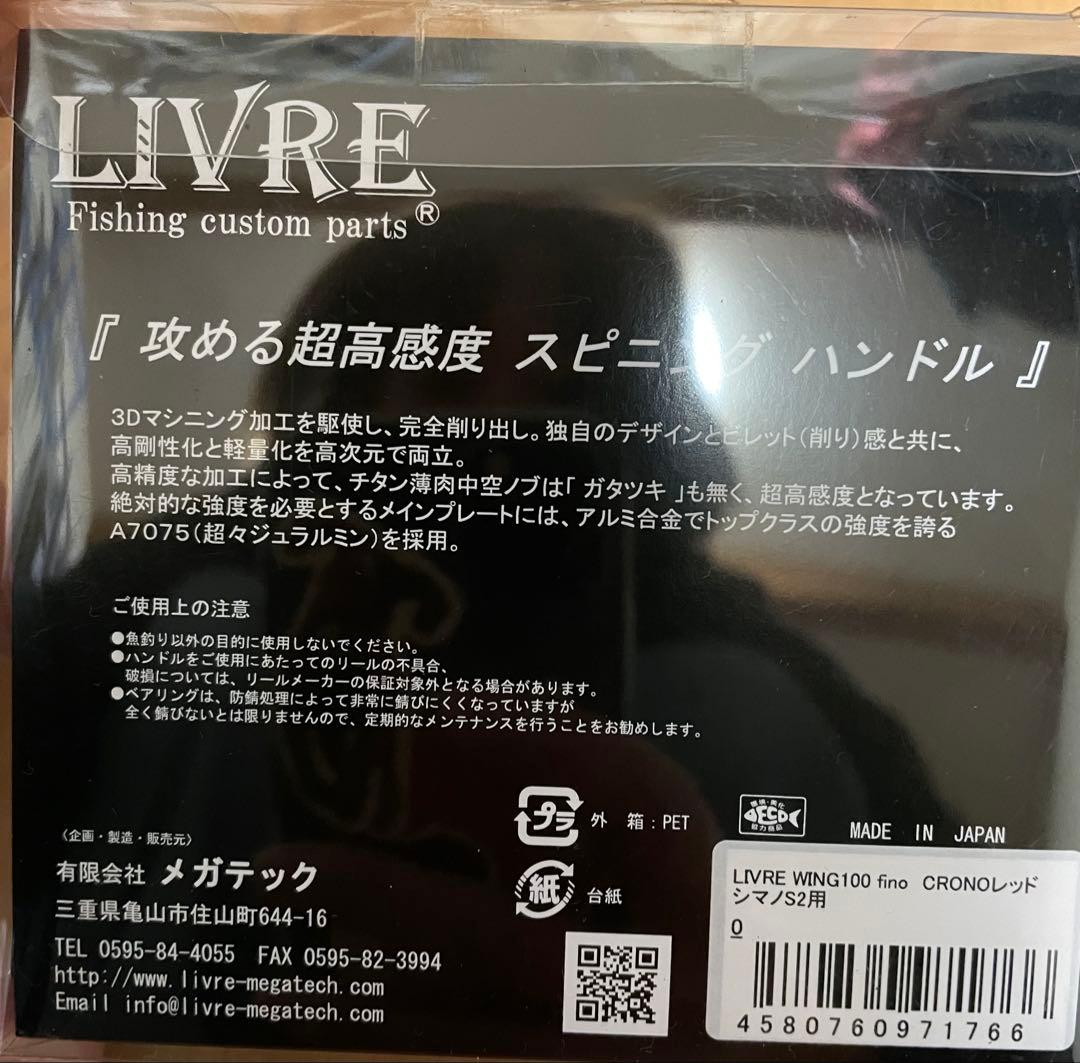 LIVRE
Fishing custom parts®
『 攻める超高感度 スピニング ハンドル 』
3Dマシニング加工を駆使し、完全削り出し。独自のデザインとビレット(削り)感と共に、
高剛性化と軽量化を高次元で両立。
高精度な加工によって、チタン薄肉中空ノブは「 ガタツキ 」も無く、超高感度となっています。
絶対的な強度を必要とするメインプレートには、アルミ合金でトップクラスの強度を誇る
A7075(超々ジュラルミン)を採用。
ご使用上の注意
●魚釣り以外の目的に使用しないでください。
●ハンドルをご使用にあたってのリールの不具合、
破損については、リールメーカーの保証対象外となる場合があります。
●ベアリングは、防錆処理によって非常に錆びにくくなっていますが
全く錆びないとは限りませんので、定期的なメンテナンスを行うことをお勧めします。
プラ 外 箱：PET
環境・美化
ECO
協力商品
MADE IN JAPAN
紙 台紙
〈企画・製造・販売元〉
有限会社 メガテック
三重県亀山市住山町644-16
TEL 0595-84-4055 FAX 0595-82-3994
http://www.livre-megatech.com
Email info@livre-megatech.com
LIVRE WING100 fino CRONOレッド
シマノS2用
0
4580760971766